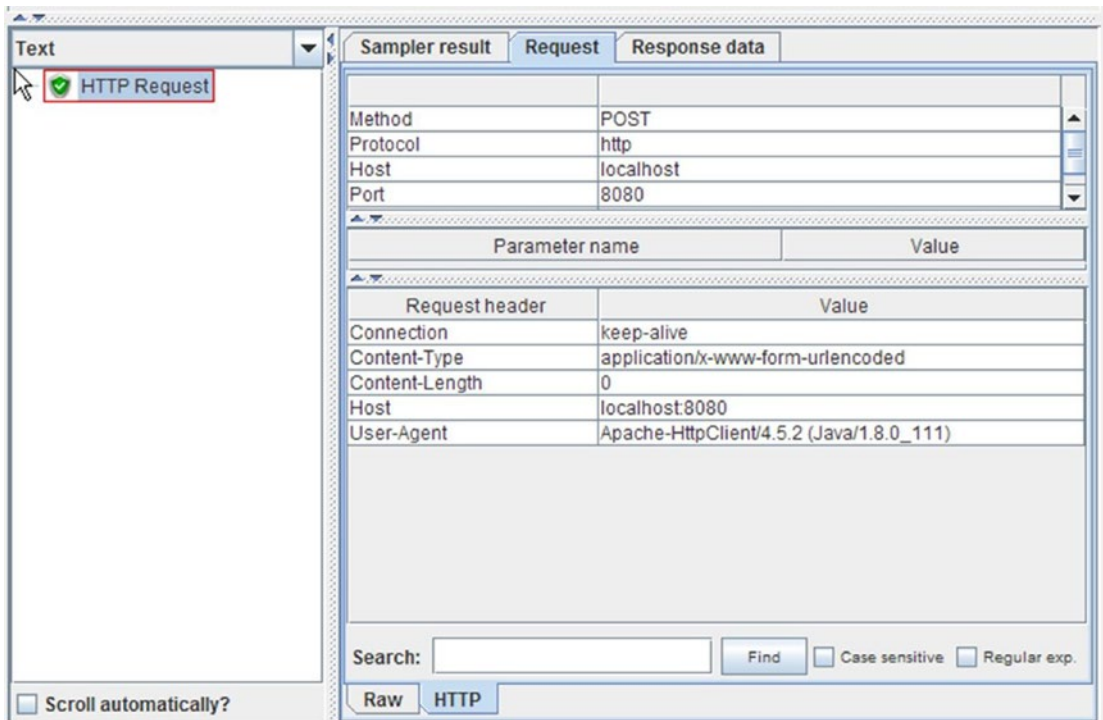 Text
HTTP Request
Scroll automatically?
Sampler result Request Response data
Method POST
Protocol http
Host localhost
Port 8080
Parameter name Value
Request header Value
Connection keep-alive
Content-Type application/x-www-form-urlencoded
Content-Length 0
Host localhost:8080
User-Agent Apache-HttpClient/4.5.2 (Java/1.8.0_111)
Search: Find Case sensitive Regular exp.
Raw HTTP